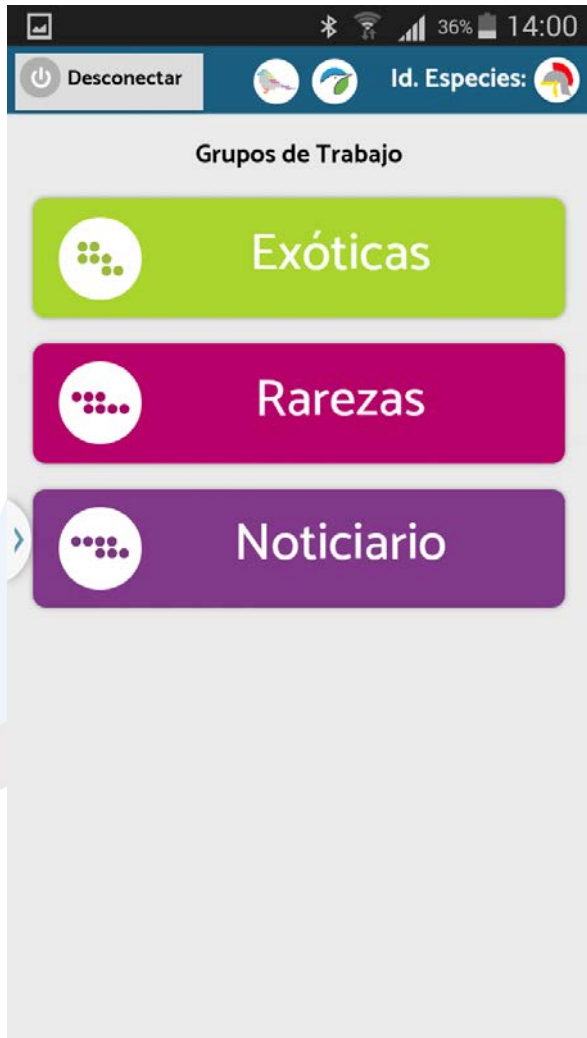 36% 14:00
Desconectar Id. Especies:
Grupos de Trabajo
Exóticas
Rarezas
Noticiario